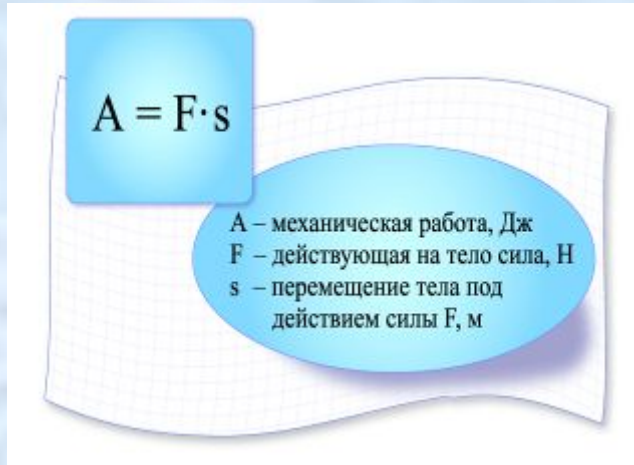 A = F·s
A – механическая работа, Дж
F – действующая на тело сила, Н
s – перемещение тела под
действием силы F, м